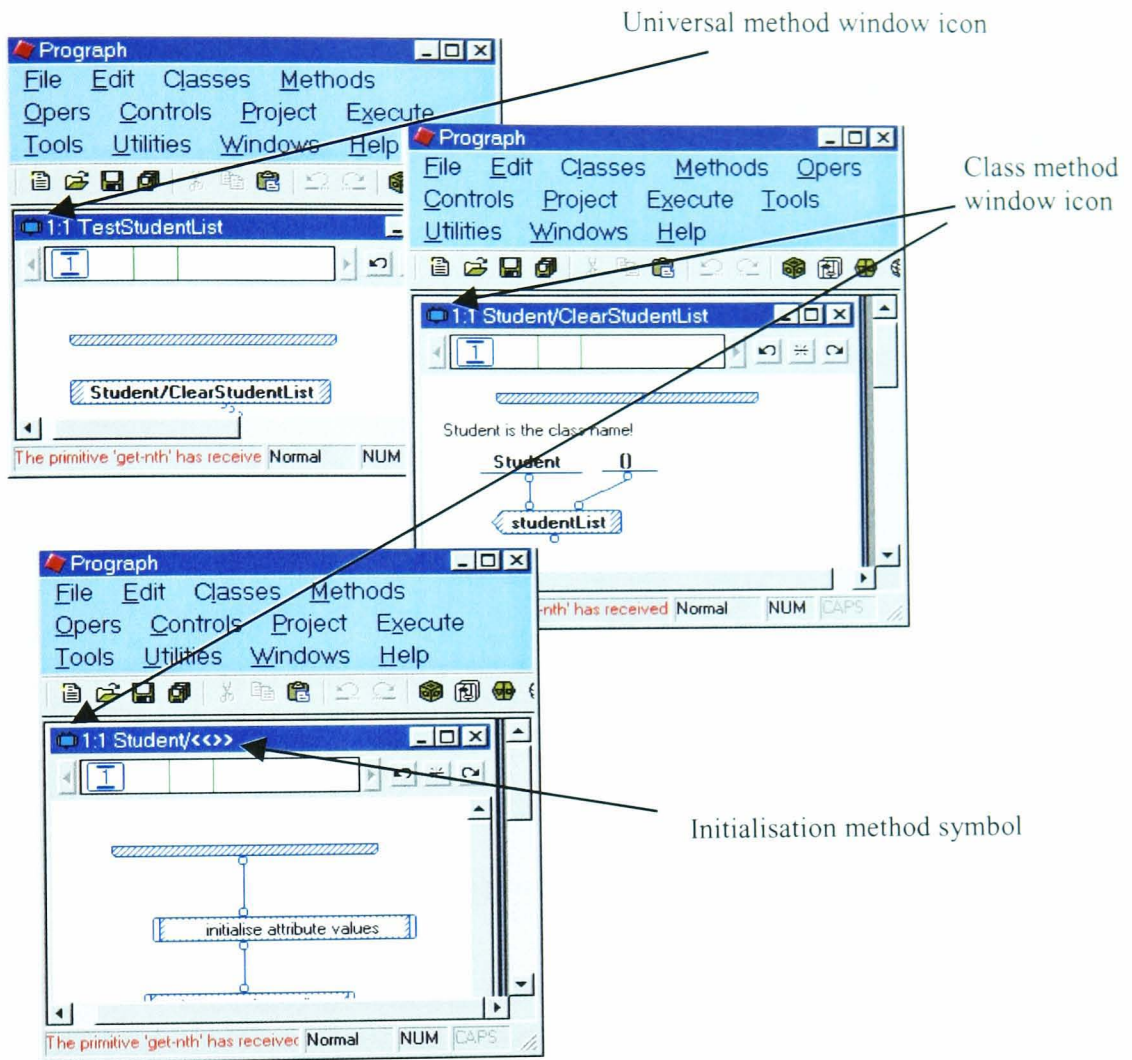 Universal method window icon
Prograph
File Edit Classes Methods
Opers Controls Project Execute
Tools Utilities Windows Help
1:1 TestStudentList
1
Student/ClearStudentList
The primitive 'get-nth' has receive Normal NUM
Prograph
File Edit Classes Methods Opers
Controls Project Execute Tools
Utilities Windows Help
1:1 Student/ClearStudentList
1
Student is the class name!
Student ()
studentList
-nth' has received Normal NUM CAPS
Class method
window icon
Prograph
File Edit Classes Methods
Opers Controls Project Execute
Tools Utilities Windows Help
1:1 Student/<<>>
1
initialise attribute values
The primitive 'get-nth' has received Normal NUM CAPS
Initialisation method symbol